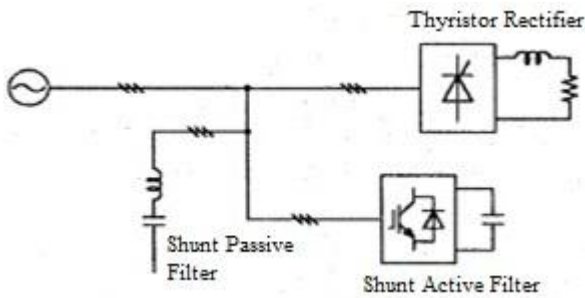 Thyristor Rectifier
Shunt Passive
Filter
Shunt Active Filter